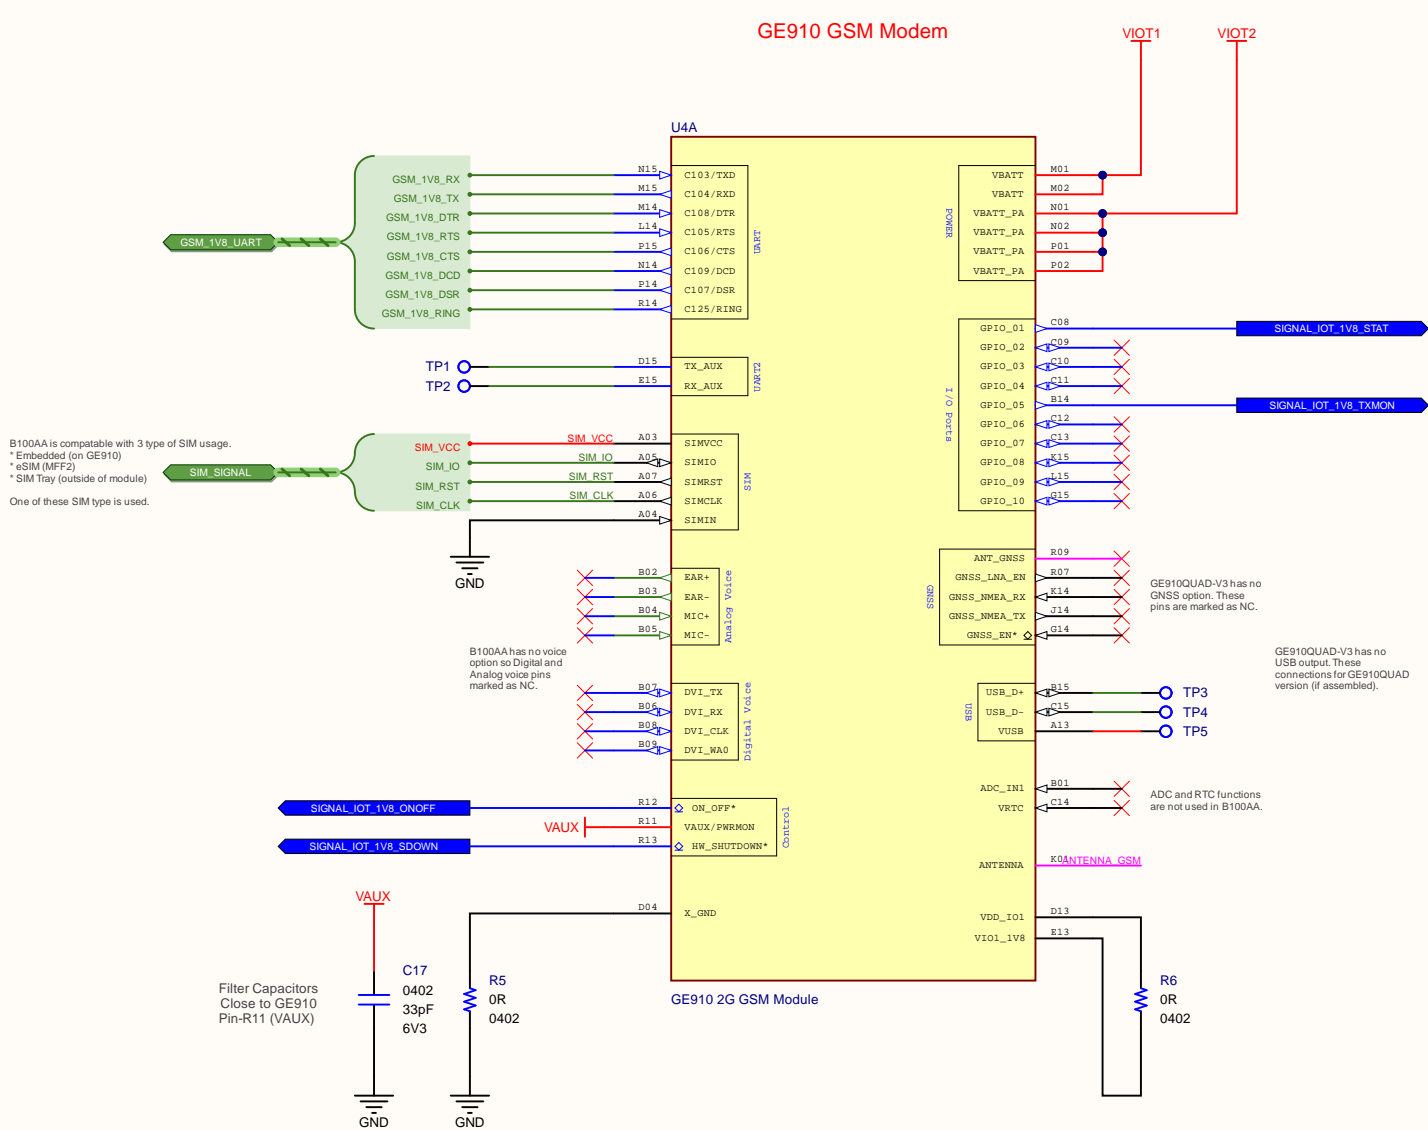 GE910 GSM Modem
VIOT1
VIOT2
U4A
GSM_1V8_UART
GSM_1V8_RX
GSM_1V8_TX
GSM_1V8_DTR
GSM_1V8_RTS
GSM_1V8_CTS
GSM_1V8_DCD
GSM_1V8_DSR
GSM_1V8_RING
N15
M15
M14
L14
P15
N14
P14
R14
C103/TXD
C104/RXD
C108/DTR
C105/RTS
C106/CTS
C109/DCD
C107/DSR
C125/RING
UART
VBATT
VBATT
VBATT_PA
VBATT_PA
VBATT_PA
VBATT_PA
POWER
M01
M02
N01
N02
P01
P02
TP1
TP2
D15
E15
TX_AUX
RX_AUX
UART2
GPIO_01
GPIO_02
GPIO_03
GPIO_04
GPIO_05
GPIO_06
GPIO_07
GPIO_08
GPIO_09
GPIO_10
I/O Ports
C08
C09
C10
C11
B14
C12
C13
K15
L15
G15
SIGNAL_IOT_1V8_STAT
SIGNAL_IOT_1V8_TXMON
B100AA is compatable with 3 type of SIM usage.
* Embedded (on GE910)
* eSIM (MFF2)
* SIM Tray (outside of module)
One of these SIM type is used.
SIM_SIGNAL
SIM_VCC
SIM_IO
SIM_RST
SIM_CLK
SIM_VCC
SIM_IO
SIM_RST
SIM_CLK
A03
A05
A07
A06
A04
SIMVCC
SIMIO
SIMRST
SIMCLK
SIMIN
SIM
GND
B02
B03
B04
B05
EAR+
EAR-
MIC+
MIC-
Analog Voice
ANT_GNSS
GNSS_LNA_EN
GNSS_NMEA_RX
GNSS_NMEA_TX
GNSS_EN*
GNSS
R09
R07
K14
J14
G14
GE910QUAD-V3 has no
GNSS option. These
pins are marked as NC.
B100AA has no voice
option so Digital and
Analog voice pins
marked as NC.
B07
B06
B08
B09
DVI_TX
DVI_RX
DVI_CLK
DVI_WA0
Digital Voice
USB_D+
USB_D-
VUSB
USB
B15
C15
A13
TP3
TP4
TP5
GE910QUAD-V3 has no
USB output. These
connections for GE910QUAD
version (if assembled).
SIGNAL_IOT_1V8_ONOFF
VAUX
SIGNAL_IOT_1V8_SDOWN
R12
R11
R13
ON_OFF*
VAUX/PWRMON
HW_SHUTDOWN*
Control
ADC_IN1
VRTC
B01
C14
ADC and RTC functions
are not used in B100AA.
ANTENNA
K01
ANTENNA_GSM
D04
X_GND
VDD_IO1
VIO1_1V8
D13
E13
VAUX
Filter Capacitors
Close to GE910
Pin-R11 (VAUX)
C17
0402
33pF
6V3
R5
0R
0402
GE910 2G GSM Module
R6
0R
0402
GND
GND